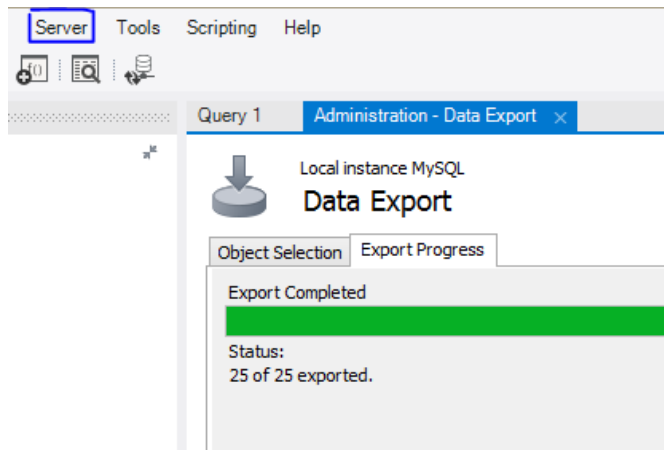 Server Tools Scripting Help
Query 1 Administration - Data Export
Local instance MySQL
Data Export
Object Selection Export Progress
Export Completed
Status:
25 of 25 exported.